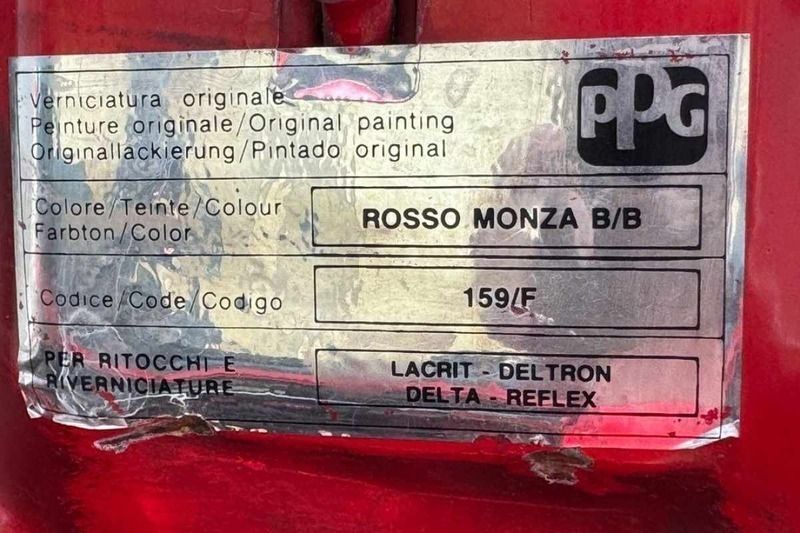 Verniciatura originale
Peinture originale/Original painting
Originallackierung/Pintado original
PPG
Colore/Teinte/Colour
Farbton/Color
ROSSO MONZA B/B
Codice/Code/Codigo
159/F
PER RITOCCHI E
RIVERNICIATURE
LACRIT - DELTRON
DELTA - REFLEX